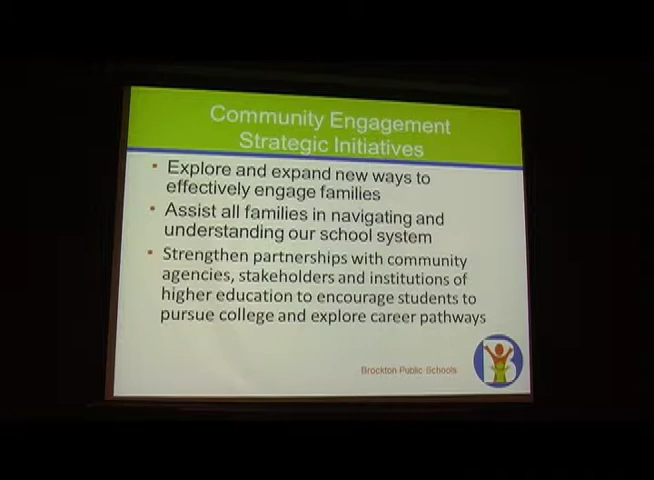 Community Engagement
Strategic Initiatives
• Explore and expand new ways to
effectively engage families
• Assist all families in navigating and
understanding our school system
• Strengthen partnerships with community
agencies, stakeholders and institutions of
higher education to encourage students to
pursue college and explore career pathways
Brockton Public Schools
B